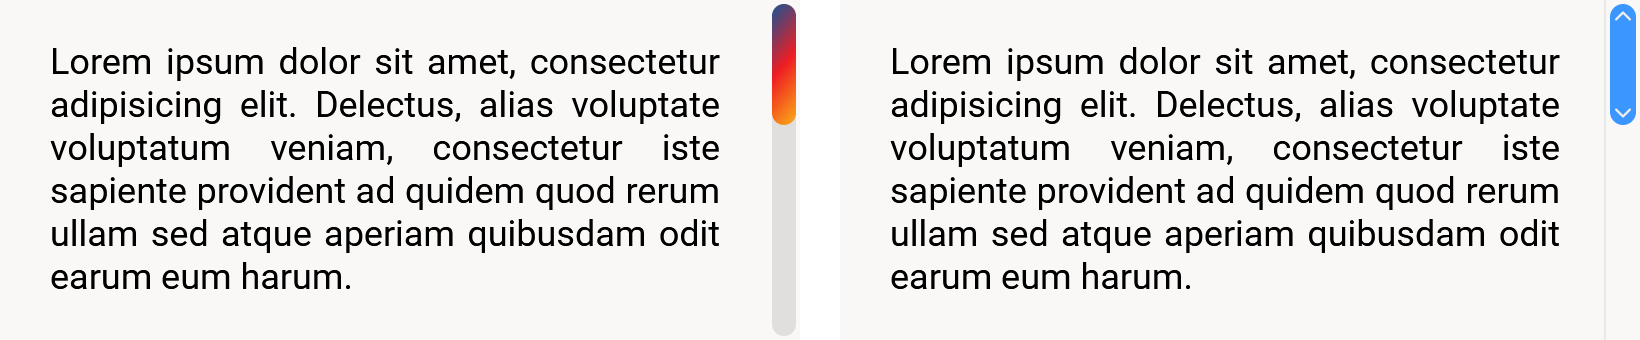 Lorem ipsum dolor sit amet, consectetur
adipisicing elit. Delectus, alias voluptate
voluptatum veniam, consectetur iste
sapiente provident ad quidem quod rerum
ullam sed atque aperiam quibusdam odit
earum eum harum.
Lorem ipsum dolor sit amet, consectetur
adipisicing elit. Delectus, alias voluptate
voluptatum veniam, consectetur iste
sapiente provident ad quidem quod rerum
ullam sed atque aperiam quibusdam odit
earum eum harum.